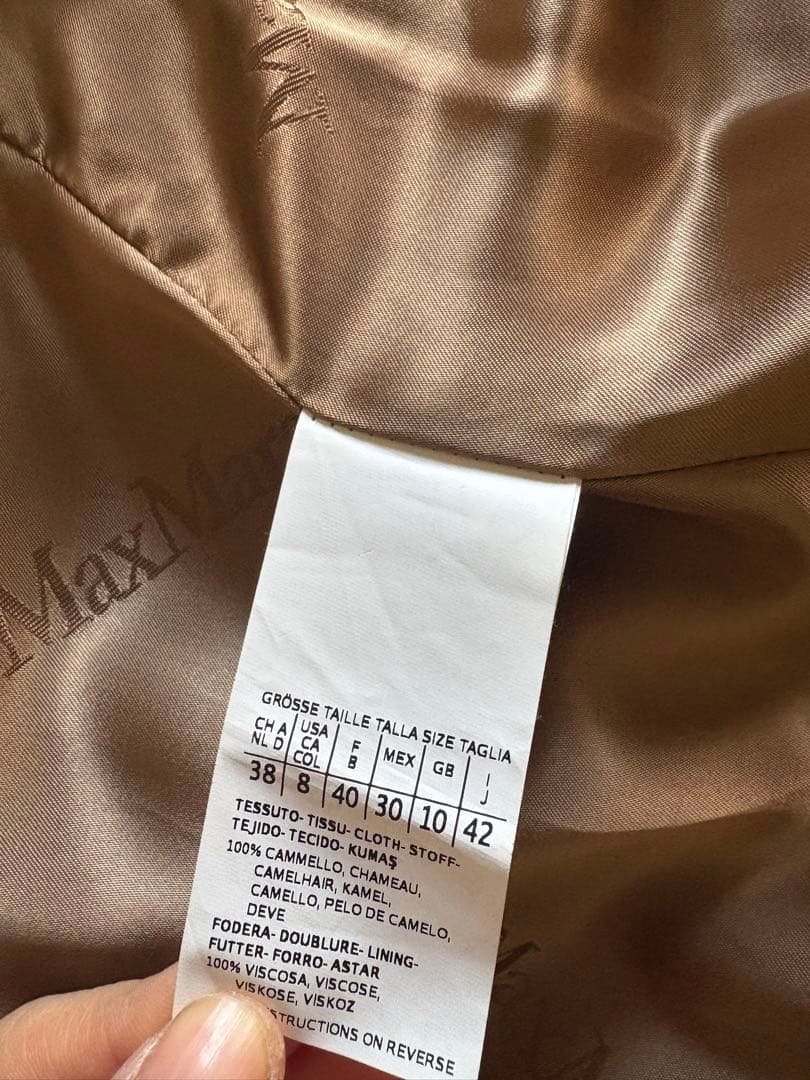 MaxMara
GRÖSSE TAILLE TALLA SIZE TAGLIA
CH A NL D | USA CA COL | F B | MEX | GB | I J
38 | 8 | 40 | 30 | 10 | 42
TESSUTO- TISSU- CLOTH- STOFF-
TEJIDO- TECIDO- KUMAŞ
100% CAMMELLO, CHAMEAU,
CAMELHAIR, KAMEL,
CAMELLO, PELO DE CAMELO,
DEVE
FODERA- DOUBLURE- LINING-
FUTTER- FORRO- ASTAR
100% VISCOSA, VISCOSE,
VISKOSE, VISKOZ
STRUCTIONS ON REVERSE